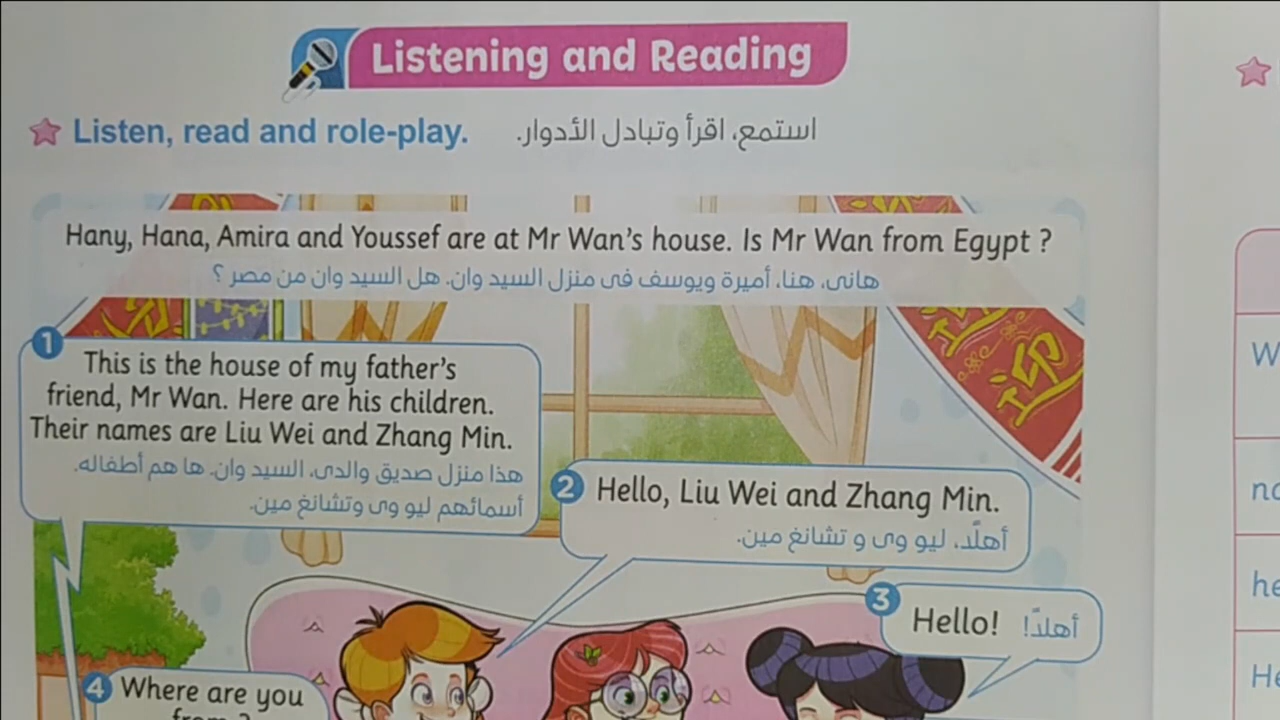 Listening and Reading
Listen, read and role-play. استمع، اقرأ وتبادل الأدوار.
Hany, Hana, Amira and Youssef are at Mr Wan's house. Is Mr Wan from Egypt ?
هانى، هنا، أميرة ويوسف فى منزل السيد وان. هل السيد وان من مصر ؟
1
This is the house of my father's
friend, Mr Wan. Here are his children.
Their names are Liu Wei and Zhang Min.
هذا منزل صديق والدى، السيد وان. ها هم أطفاله.
أسمائهم ليو وى وتشانغ مين.
2 Hello, Liu Wei and Zhang Min.
أهلًا، ليو وى و تشانغ مين.
3 Hello! أهلًا!
4 Where are you
from ?